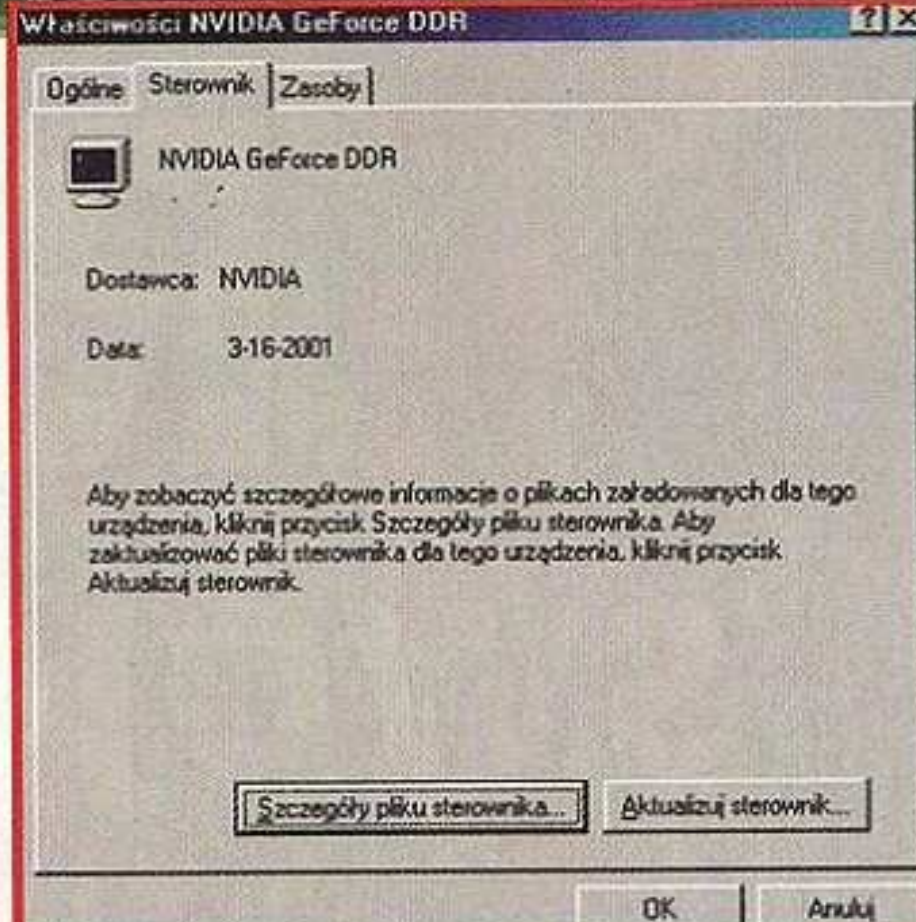 Właściwości NVIDIA GeForce DDR
Ogólne Sterownik Zasoby
NVIDIA GeForce DDR
Dostawca: NVIDIA
Data: 3-16-2001
Aby zobaczyć szczegółowe informacje o plikach załadowanych dla tego
urządzenia, kliknij przycisk Szczegóły pliku sterownika. Aby
zaktualizować pliki sterownika dla tego urządzenia, kliknij przycisk
Aktualizuj sterownik.
Szczegóły pliku sterownika... Aktualizuj sterownik...
OK Anuluj